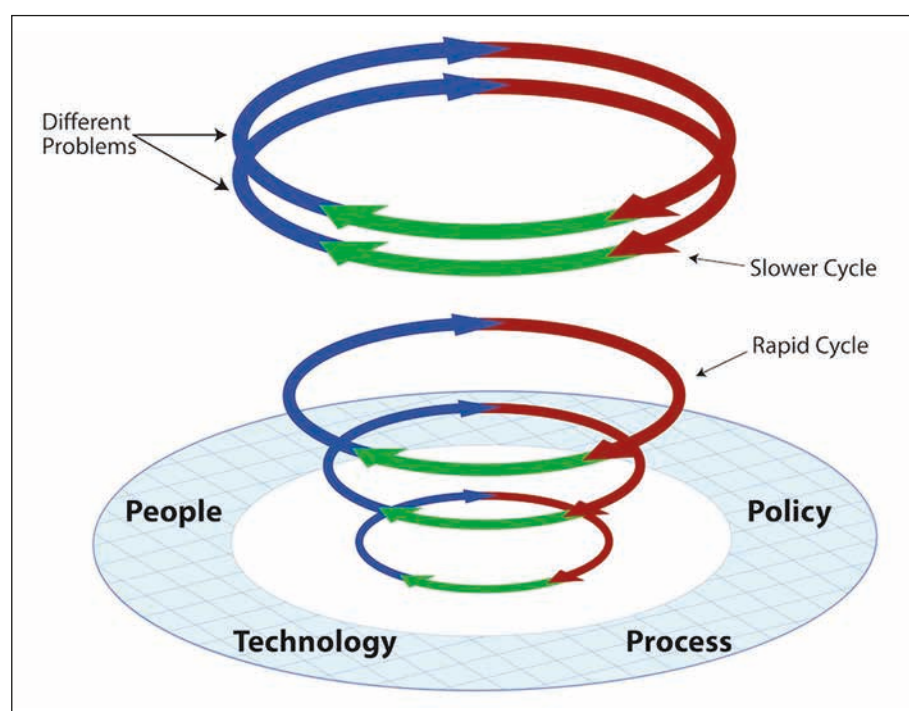 Different
Problems
Slower Cycle
Rapid Cycle
People
Policy
Technology
Process